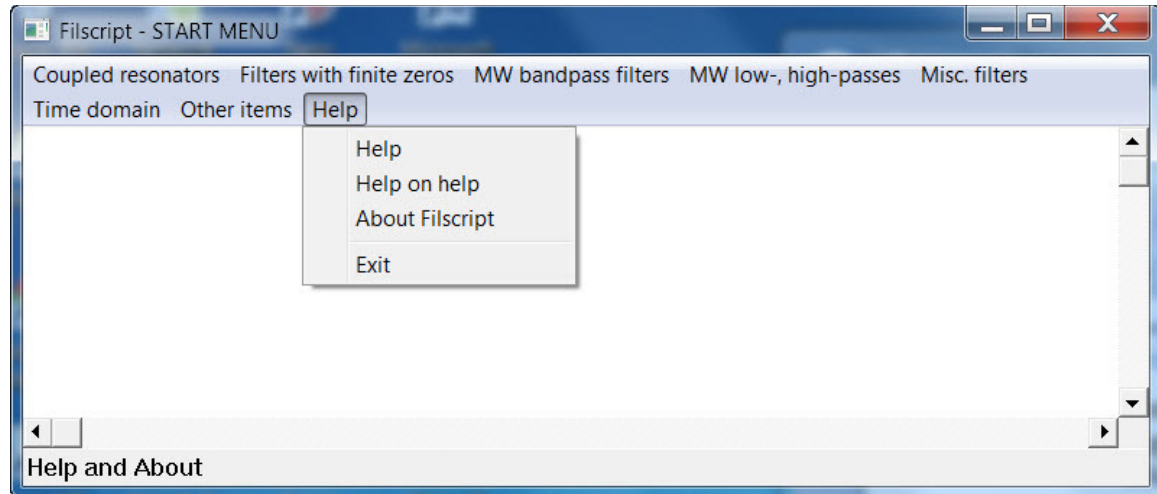 Filscript - START MENU
Coupled resonators Filters with finite zeros MW bandpass filters MW low-, high-passes Misc. filters
Time domain Other items Help
Help
Help on help
About Filscript
Exit
Help and About